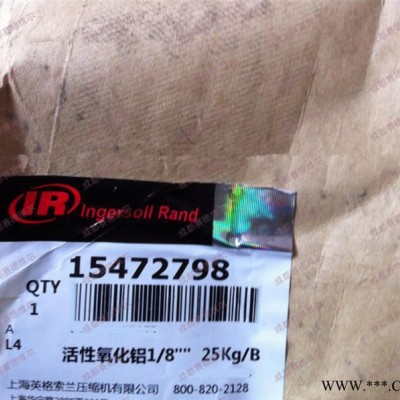 IR Ingersoll Rand
15472798
QTY
1
A
L4
活性氧化铝1/8"" 25Kg/B
上海英格索兰压缩机有限公司 800-820-2128
www.***.c